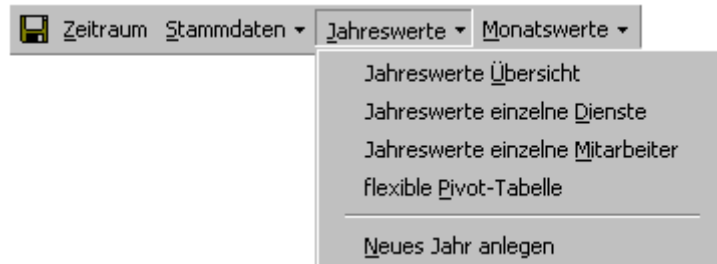 Zeitraum Stammdaten Jahreswerte Monatswerte
Jahreswerte Übersicht
Jahreswerte einzelne Dienste
Jahreswerte einzelne Mitarbeiter
flexible Pivot-Tabelle
Neues Jahr anlegen